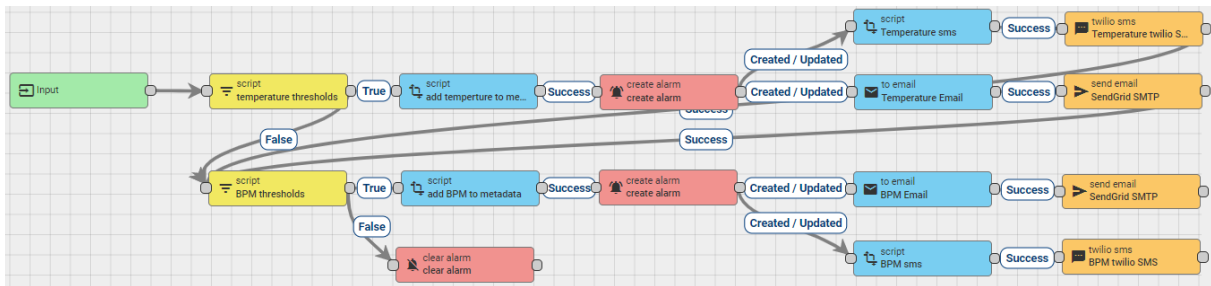 script
Temperature sms
Success
twilio sms
Temperature twilio S...
Created / Updated
Input
script
temperature thresholds
True
script
add temperture to me...
Success
create alarm
create alarm
Created / Updated
to email
Temperature Email
Success
send email
SendGrid SMTP
Success
False
Success
script
BPM thresholds
True
script
add BPM to metadata
Success
create alarm
create alarm
Created / Updated
to email
BPM Email
Success
send email
SendGrid SMTP
False
Created / Updated
clear alarm
clear alarm
script
BPM sms
Success
twilio sms
BPM twilio SMS